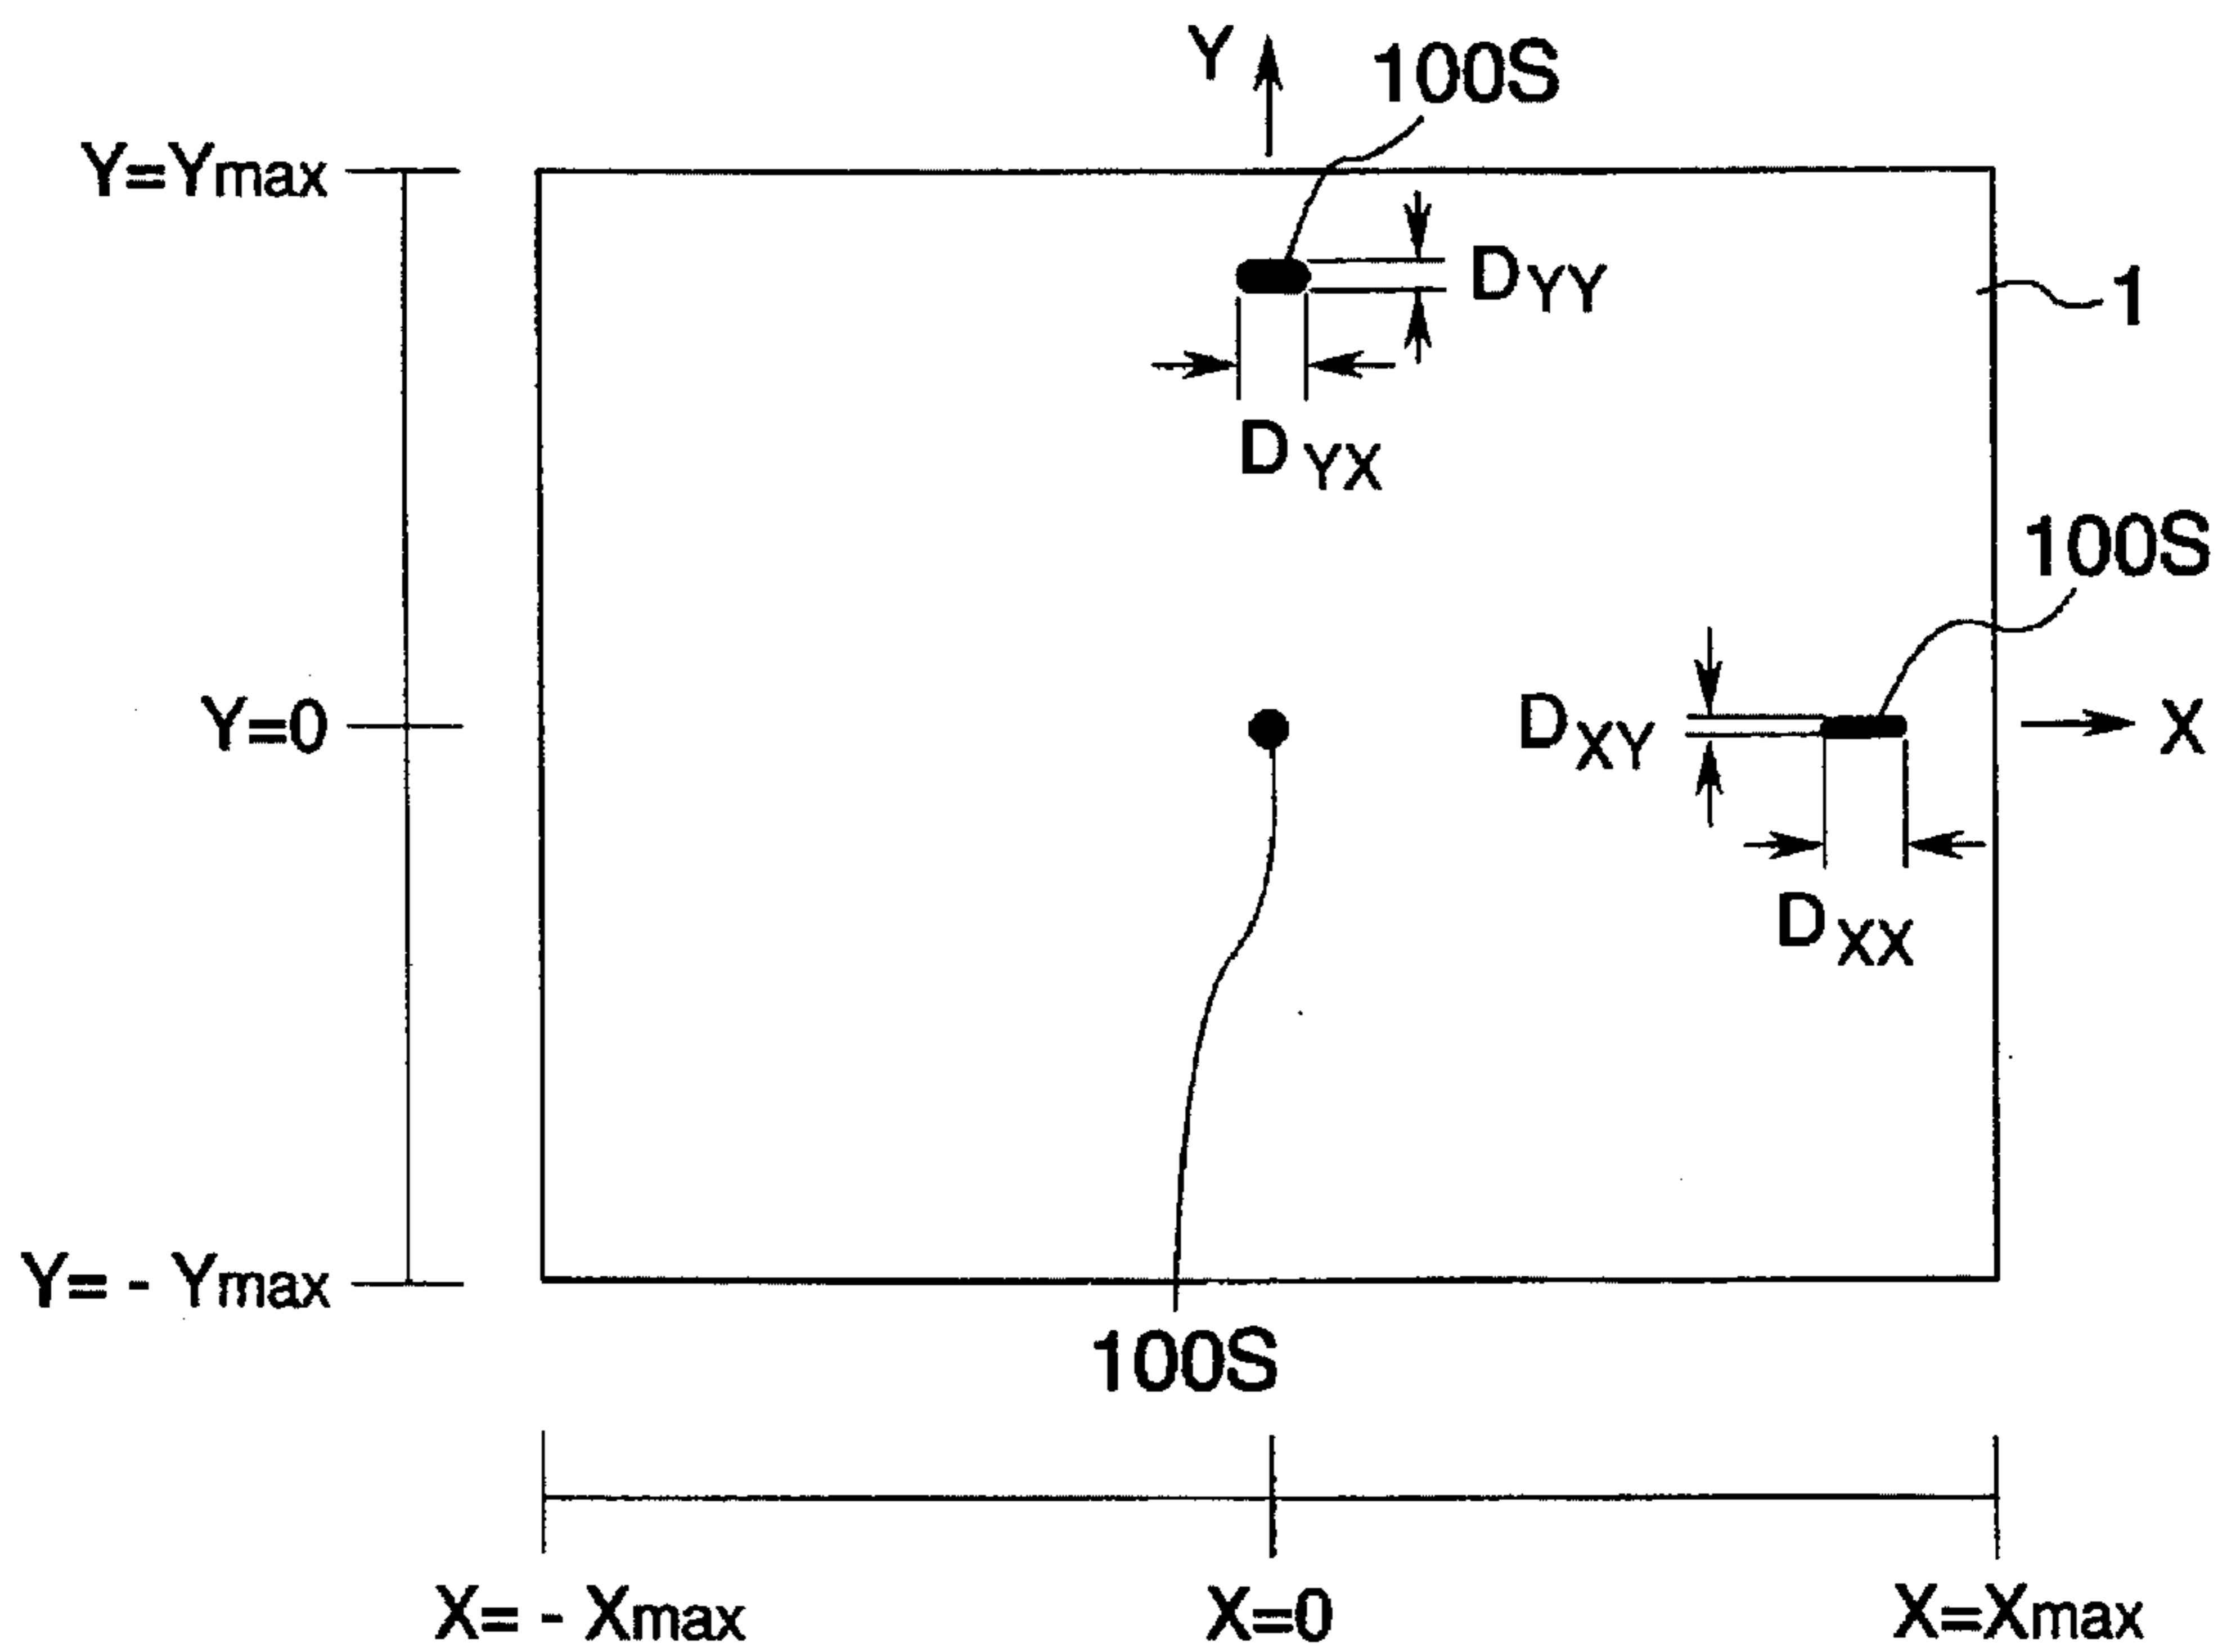 Y
100S
Y=Ymax
DYY
1
DYX
100S
Y=0
DXY
X
DXX
Y= - Ymax
100S
X= - Xmax
X=0
X=Xmax